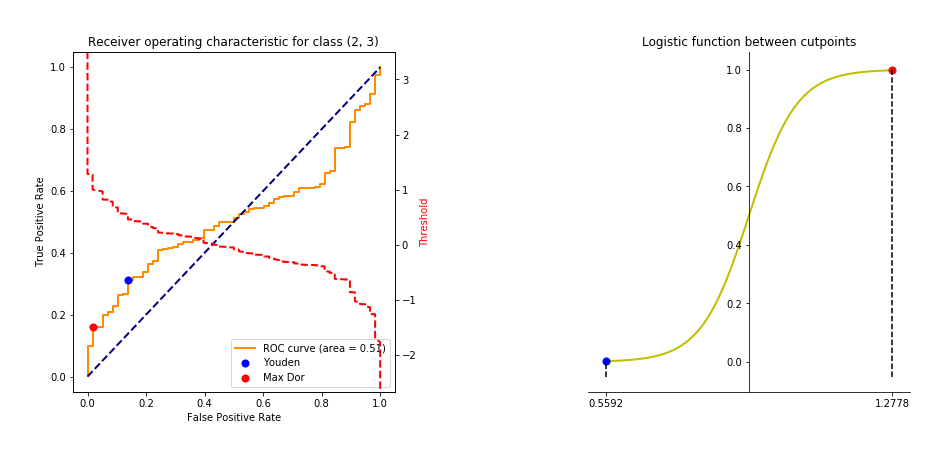 Receiver operating characteristic for class (2, 3)
1.0
0.8
0.6
0.4
0.2
0.0
True Positive Rate
3
2
1
0
−1
−2
Threshold
ROC curve (area = 0.51)
Youden
Max Dor
0.0 0.2 0.4 0.6 0.8 1.0
False Positive Rate
Logistic function between cutpoints
1.0
0.8
0.6
0.4
0.2
0.0
0.5592 1.2778